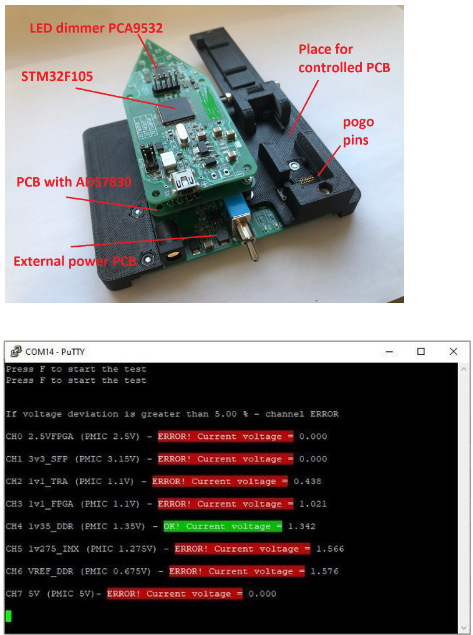 LED dimmer PCA9532
STM32F105
Place for
controlled PCB
pogo
pins
PCB with ADS7830
External power PCB
COM14 - PuTTY
Press F to start the test
Press F to start the test
If voltage deviation is greater than 5.00 % - channel ERROR
CH0 2.5VFPGA (PMIC 2.5V) - ERROR! Current voltage = 0.000
CH1 3v3_SFP (PMIC 3.15V) - ERROR! Current voltage = 0.000
CH2 1v1_TRA (PMIC 1.1V) - ERROR! Current voltage = 0.438
CH3 1v1_FPGA (PMIC 1.1V) - ERROR! Current voltage = 1.021
CH4 1v35_DDR (PMIC 1.35V) - OK! Current voltage = 1.342
CH5 1v275_IMX (PMIC 1.275V) - ERROR! Current voltage = 1.566
CH6 VREF_DDR (PMIC 0.675V) - ERROR! Current voltage = 1.576
CH7 5V (PMIC 5V)- ERROR! Current voltage = 0.000